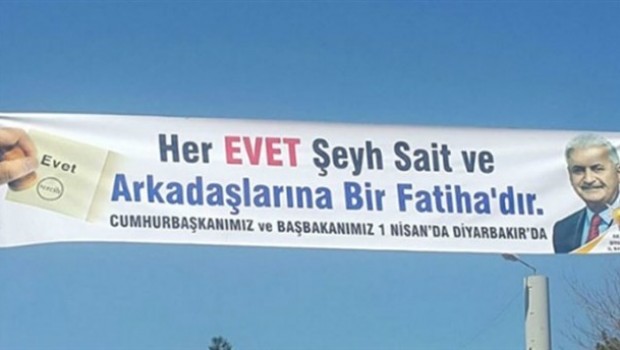 Evet
Her EVET Şeyh Sait ve
Arkadaşlarına Bir Fatiha'dır.
CUMHURBAŞKANIMIZ ve BAŞBAKANIMIZ 1 NİSAN'DA DİYARBAKIR'DA